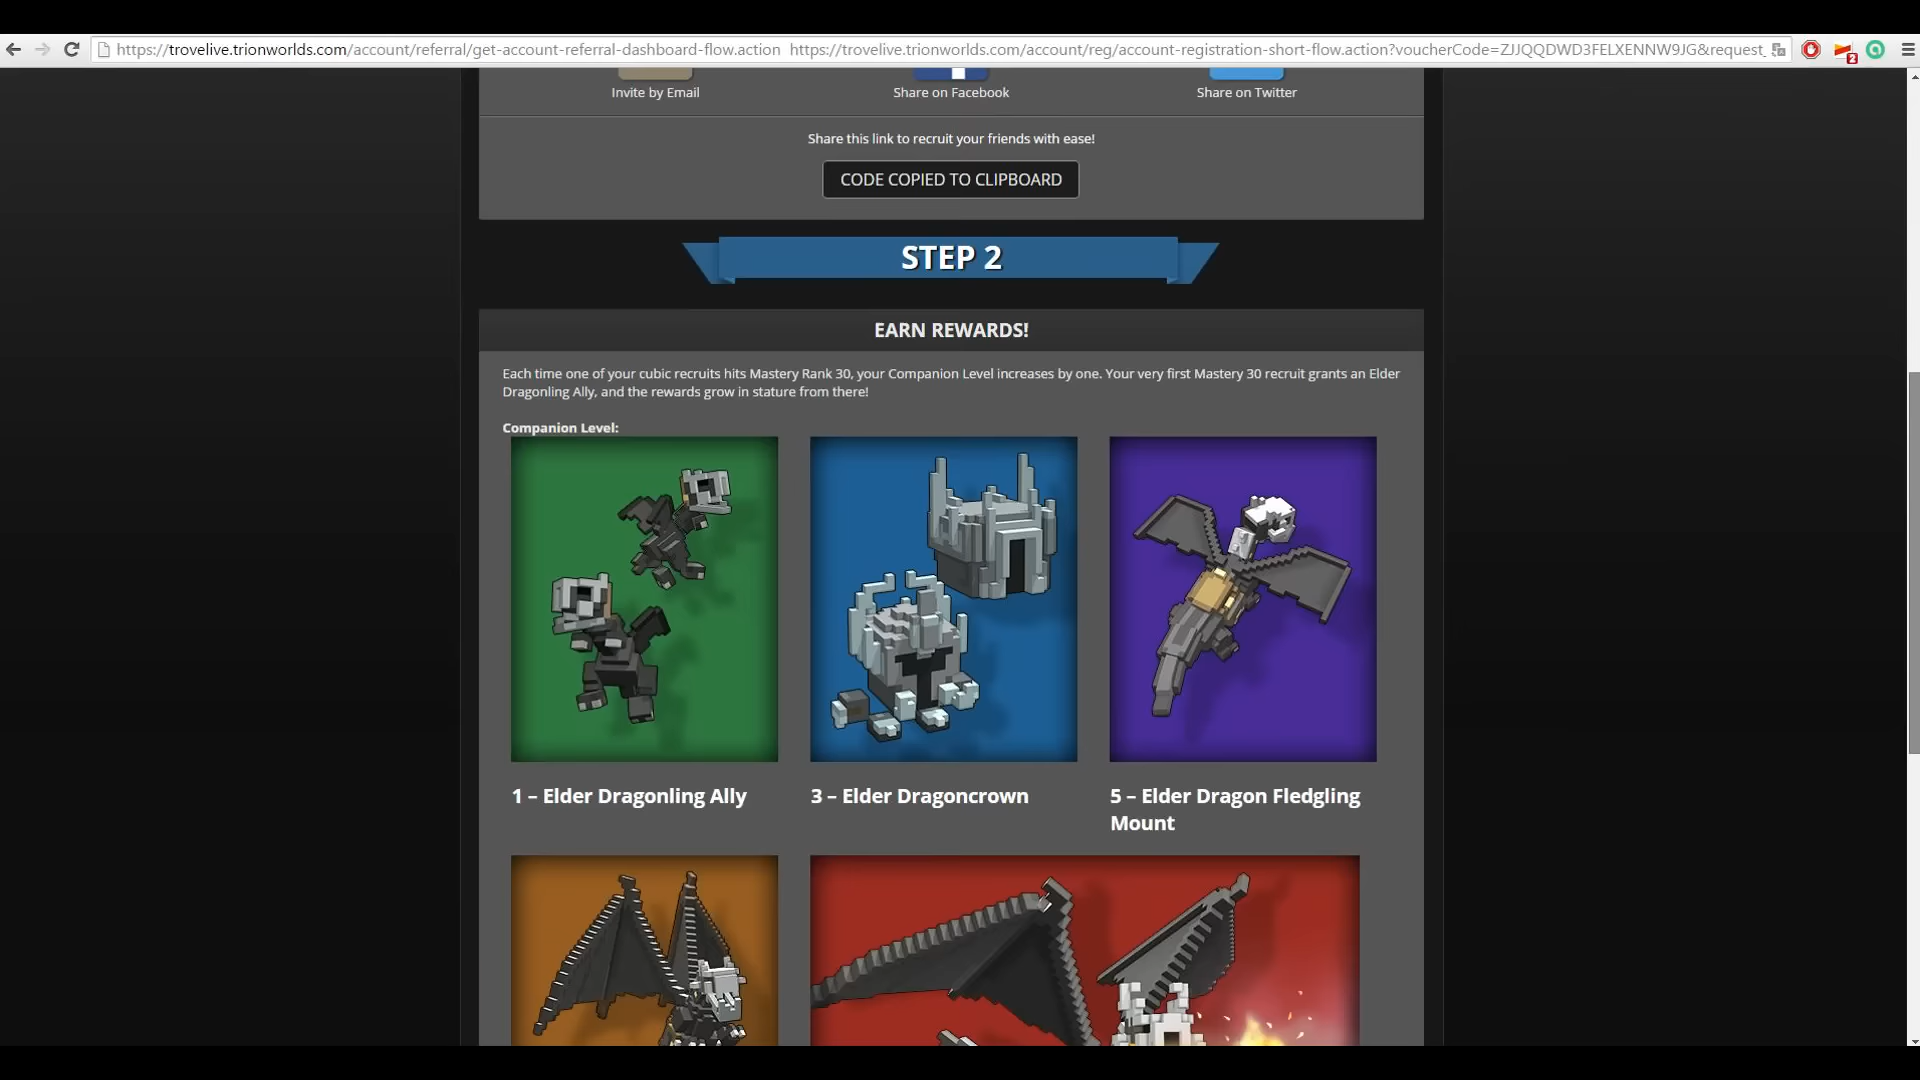 https://trovelive.trionworlds.com/account/referral/get-account-referral-dashboard-flow.action https://trovelive.trionworlds.com/account/reg/account-registration-short-flow.action?voucherCode=ZJJQQDWD3FELXENNW9JG&request_
2
Invite by Email
Share on Facebook
Share on Twitter
Share this link to recruit your friends with ease!
CODE COPIED TO CLIPBOARD
STEP 2
EARN REWARDS!
Each time one of your cubic recruits hits Mastery Rank 30, your Companion Level increases by one. Your very first Mastery 30 recruit grants an Elder
Dragonling Ally, and the rewards grow in stature from there!
Companion Level:
1 – Elder Dragonling Ally
3 – Elder Dragoncrown
5 – Elder Dragon Fledgling
Mount